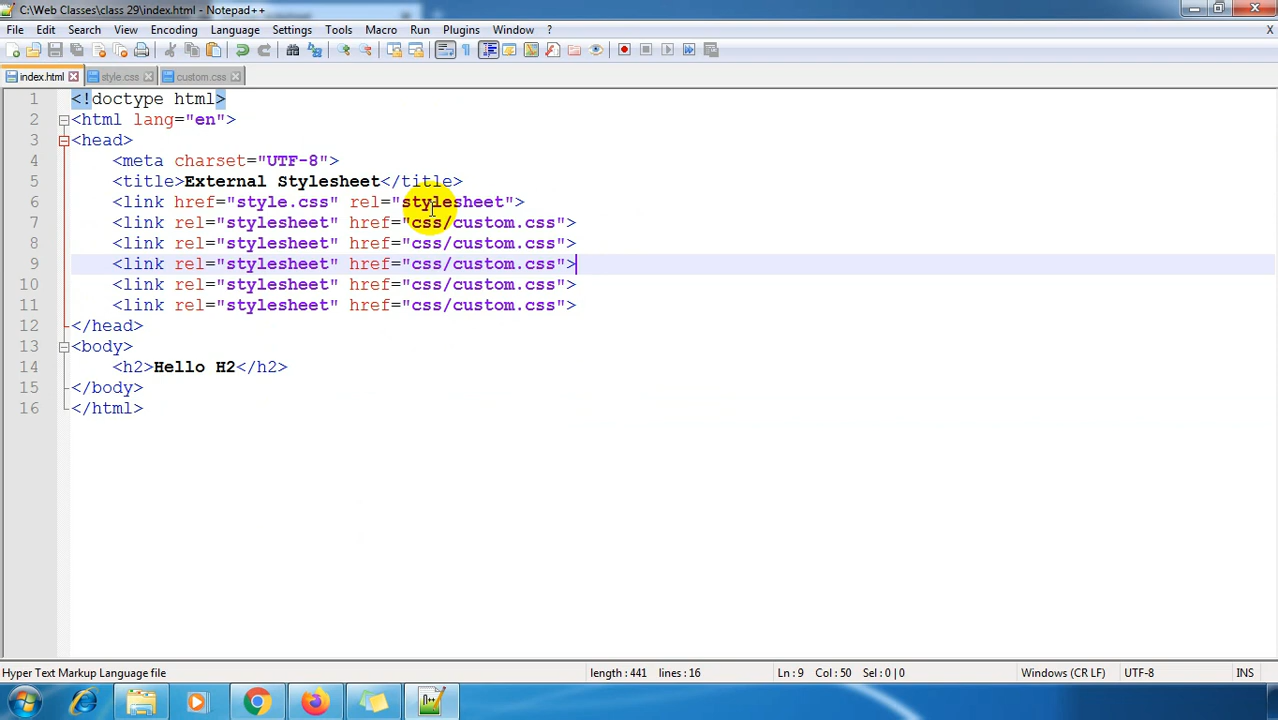 C:\Web Classes\class 29\index.html - Notepad++
File Edit Search View Encoding Language Settings Tools Macro Run Plugins Window ? X
index.html style.css custom.css
1 <!doctype html>
2 <html lang="en">
3 <head>
4 <meta charset="UTF-8">
5 <title>External Stylesheet</title>
6 <link href="style.css" rel="stylesheet">
7 <link rel="stylesheet" href="css/custom.css">
8 <link rel="stylesheet" href="css/custom.css">
9 <link rel="stylesheet" href="css/custom.css">
10 <link rel="stylesheet" href="css/custom.css">
11 <link rel="stylesheet" href="css/custom.css">
12 </head>
13 <body>
14 <h2>Hello H2</h2>
15 </body>
16 </html>
Hyper Text Markup Language file length : 441 lines : 16 Ln : 9 Col : 50 Sel : 0 | 0 Windows (CR LF) UTF-8 INS